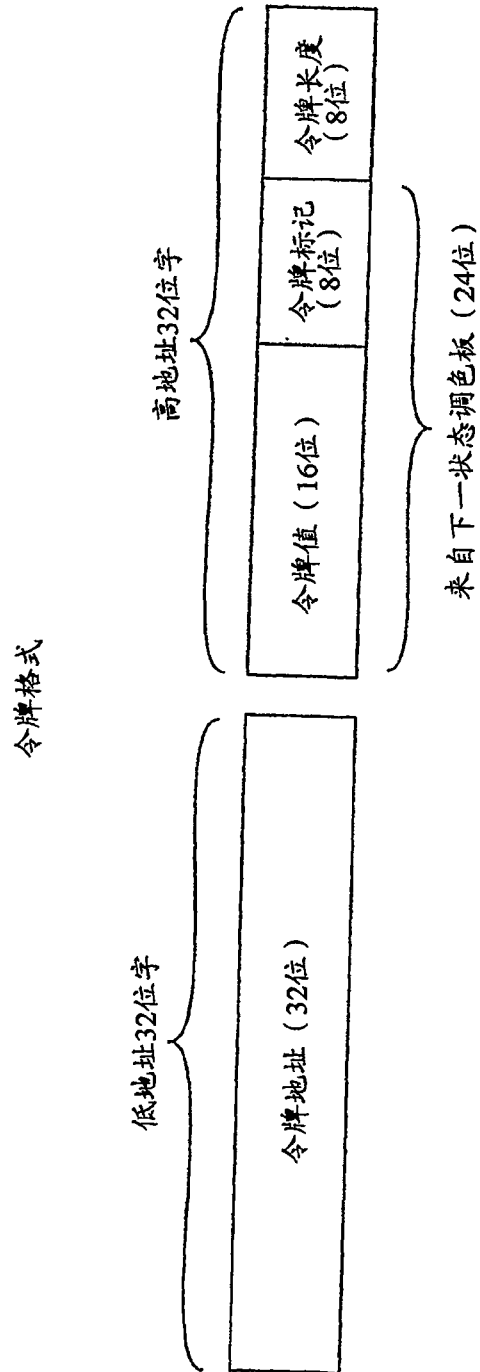 令牌格式
低地址32位字
高地址32位字
令牌地址（32位）
令牌值（16位）
令牌标记
（8位）
令牌长度
（8位）
来自下一状态调色板（24位）